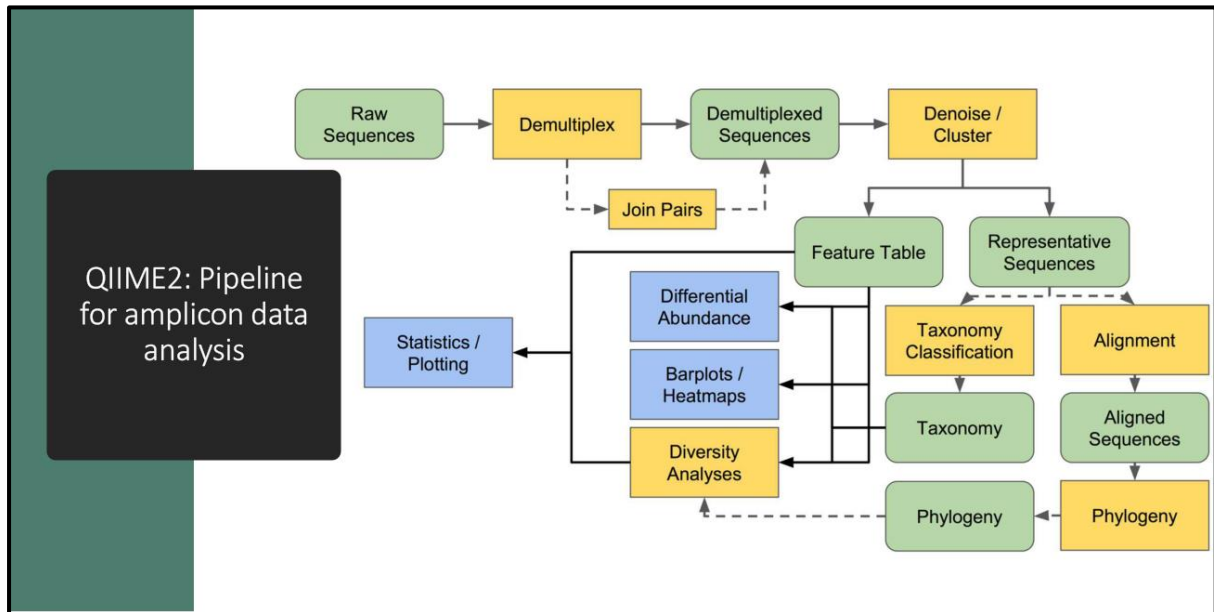 QIIME2: Pipeline
for amplicon data
analysis
Raw
Sequences
Demultiplex
Demultiplexed
Sequences
Denoise /
Cluster
Join Pairs
Feature Table
Representative
Sequences
Differential
Abundance
Statistics /
Plotting
Barplots /
Heatmaps
Taxonomy
Classification
Alignment
Diversity
Analyses
Taxonomy
Aligned
Sequences
Phylogeny
Phylogeny